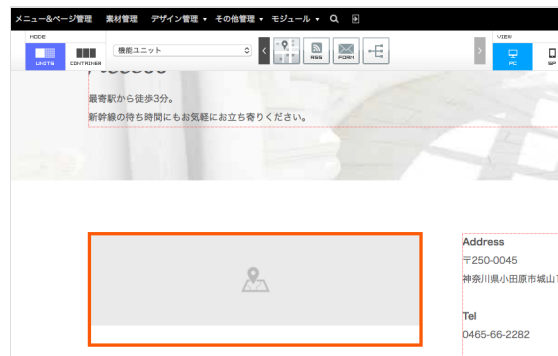 メニュー&ページ管理 素材管理 デザイン管理 ▾ その他管理 ▾ モジュール ▾
MODE
UNITS
CONTAINER
機能ユニット
RSS
FORM
VIEW
PC
SP
最寄駅から徒歩3分。
新幹線の待ち時間にもお気軽にお立ち寄りください。
Address
〒250-0045
神奈川県小田原市城山1
Tel
0465-66-2282